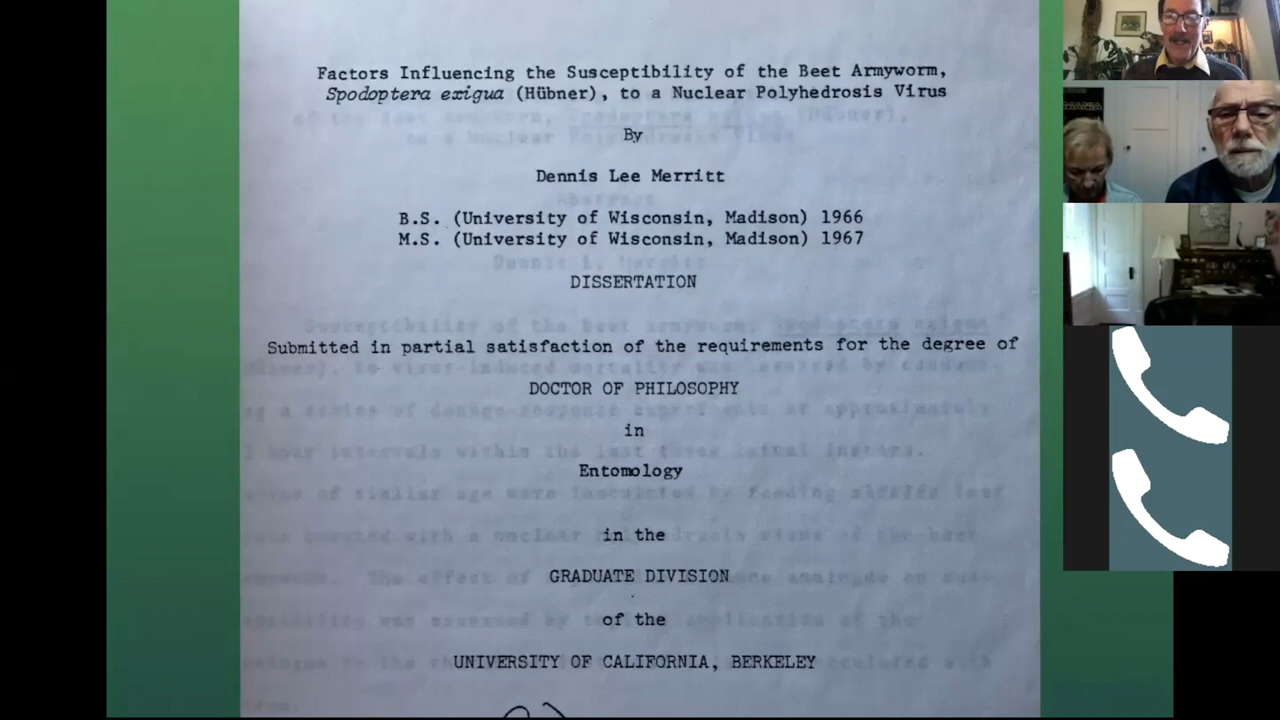 Factors Influencing the Susceptibility of the Beet Armyworm,
Spodoptera exigua (Hübner), to a Nuclear Polyhedrosis Virus
By
Dennis Lee Merritt
B.S. (University of Wisconsin, Madison) 1966
M.S. (University of Wisconsin, Madison) 1967
DISSERTATION
Submitted in partial satisfaction of the requirements for the degree of
DOCTOR OF PHILOSOPHY
in
Entomology
in the
GRADUATE DIVISION
of the
UNIVERSITY OF CALIFORNIA, BERKELEY